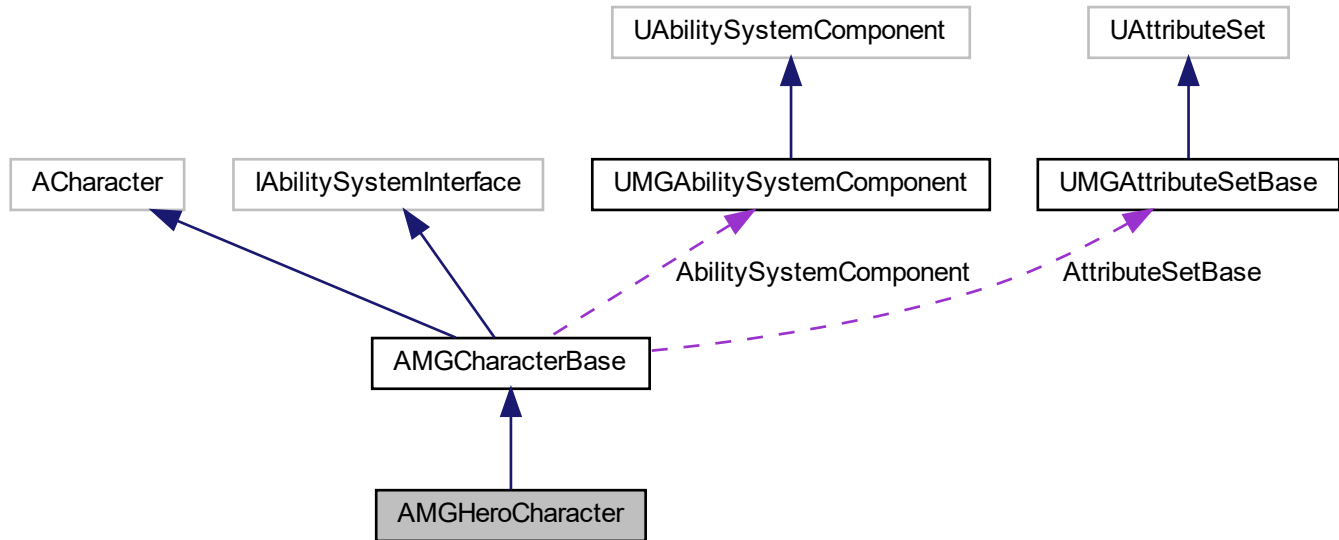 UAbilitySystemComponent
UAttributeSet
ACharacter
IAbilitySystemInterface
UMGAbilitySystemComponent
UMGAttributeSetBase
AbilitySystemComponent
AttributeSetBase
AMGCharacterBase
AMGHeroCharacter